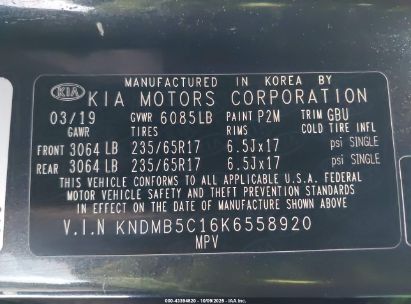 MANUFACTURED IN KOREA BY
KIA KIA MOTORS CORPORATION
03/19 GVWR 6085LB PAINT P2M TRIM GBU
GAWR TIRES RIMS COLD TIRE INFL
FRONT 3064 LB 235/65R17 6.5Jx17 psi SINGLE
REAR 3064 LB 235/65R17 6.5Jx17 psi SINGLE
THIS VEHICLE CONFORMS TO ALL APPLICABLE U.S.A. FEDERAL
MOTOR VEHICLE SAFETY AND THEFT PREVENTION STANDARDS
IN EFFECT ON THE DATE OF MANUFACTURE SHOWN ABOVE
V.I.N KNDMB5C16K6558920
MPV